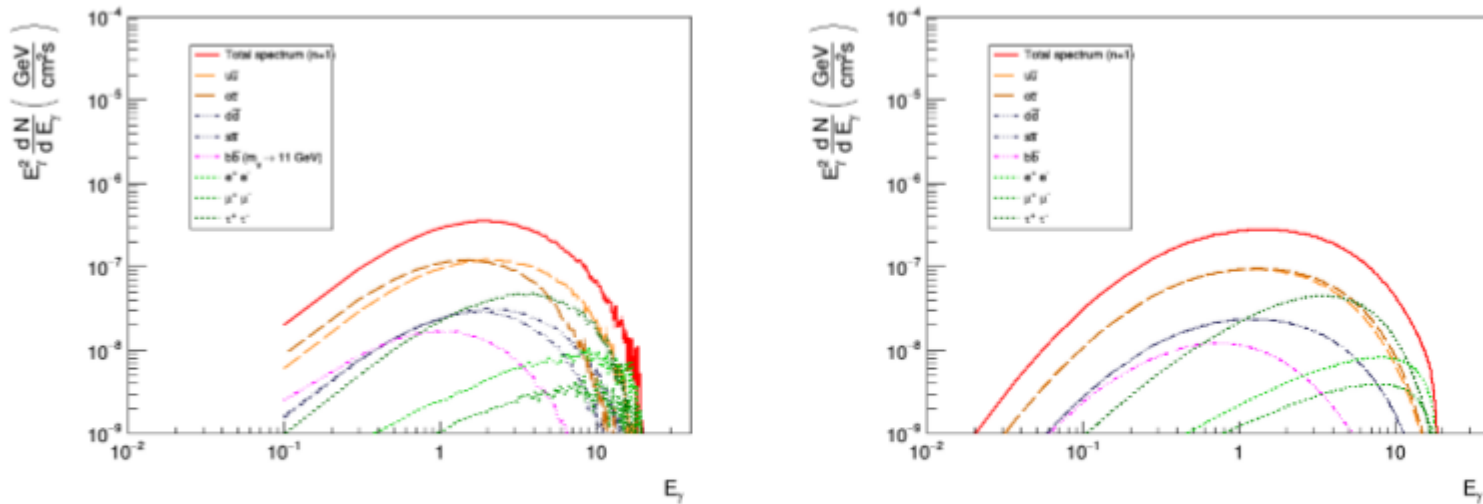 10⁻⁴
10⁻⁵
10⁻⁶
10⁻⁷
10⁻⁸
10⁻⁹
E²γ dN/dEγ (GeV/cm²s)
Total spectrum (n=1)
uū
cc̄
dd̄
ss̄
bb̄ (m → 11 GeV)
e⁺ e⁻
μ⁺ μ⁻
τ⁺ τ⁻
10⁻² 10⁻¹ 1 10
Eγ
10⁻⁴
10⁻⁵
10⁻⁶
10⁻⁷
10⁻⁸
10⁻⁹
E²γ dN/dEγ (GeV/cm²s)
Total spectrum (n=1)
uū
cc̄
dd̄
ss̄
bb̄
e⁺ e⁻
μ⁺ μ⁻
τ⁺ τ⁻
10⁻² 10⁻¹ 1 10
Eγ